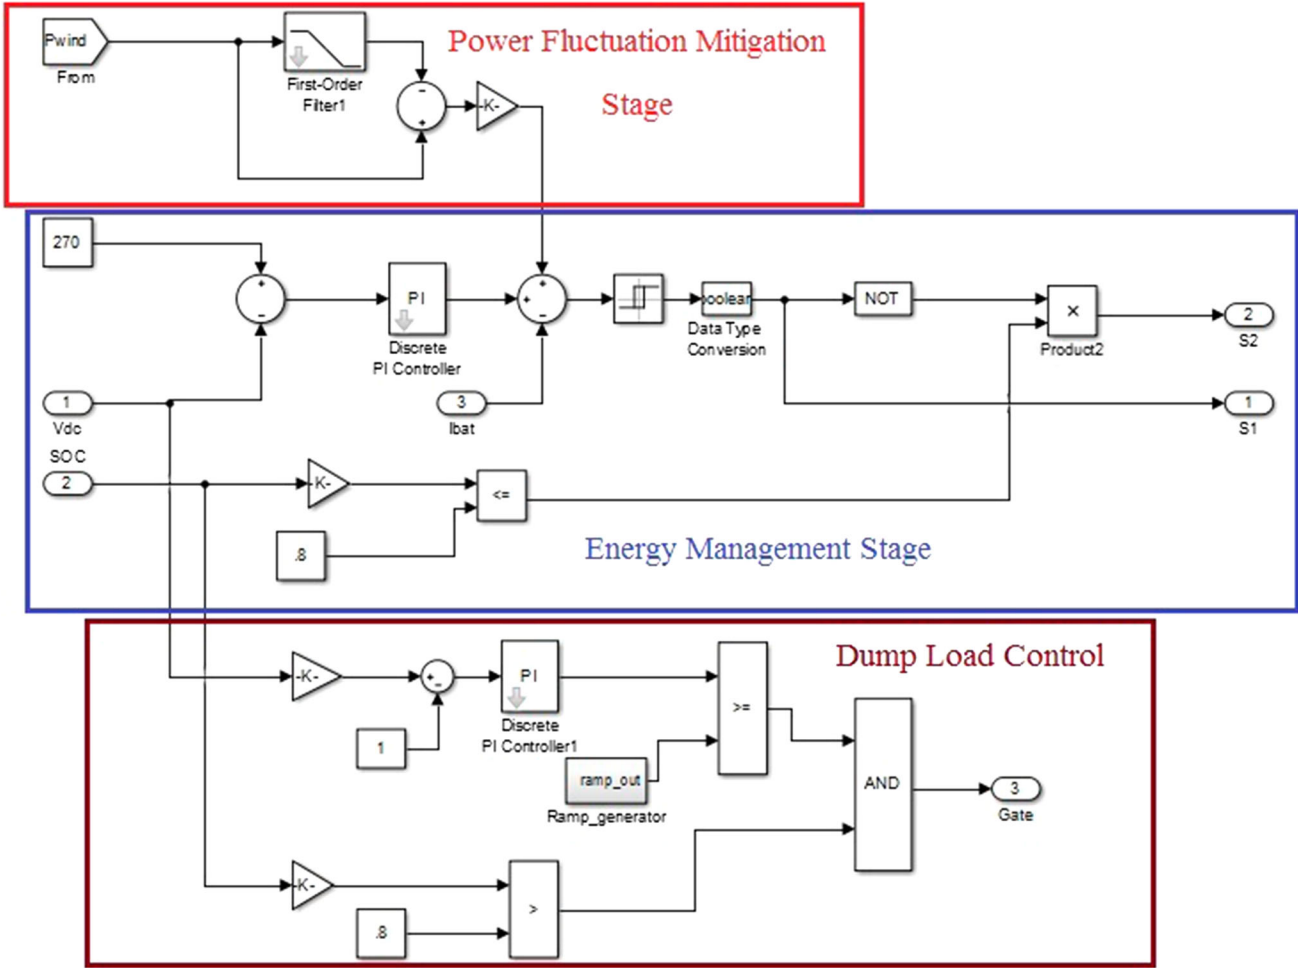 Pwind
From
First-Order
Filter1
-
+
-K-
Power Fluctuation Mitigation
Stage
270
+
-
PI
Discrete
PI Controller
+
+
-
boolean
Data Type
Conversion
NOT
×
Product2
2
S2
1
Vdc
3
Ibat
1
S1
SOC
2
-K-
<=
.8
Energy Management Stage
Dump Load Control
-K-
+
-
1
PI
Discrete
PI Controller1
ramp_out
Ramp_generator
>=
AND
3
Gate
-K-
.8
>